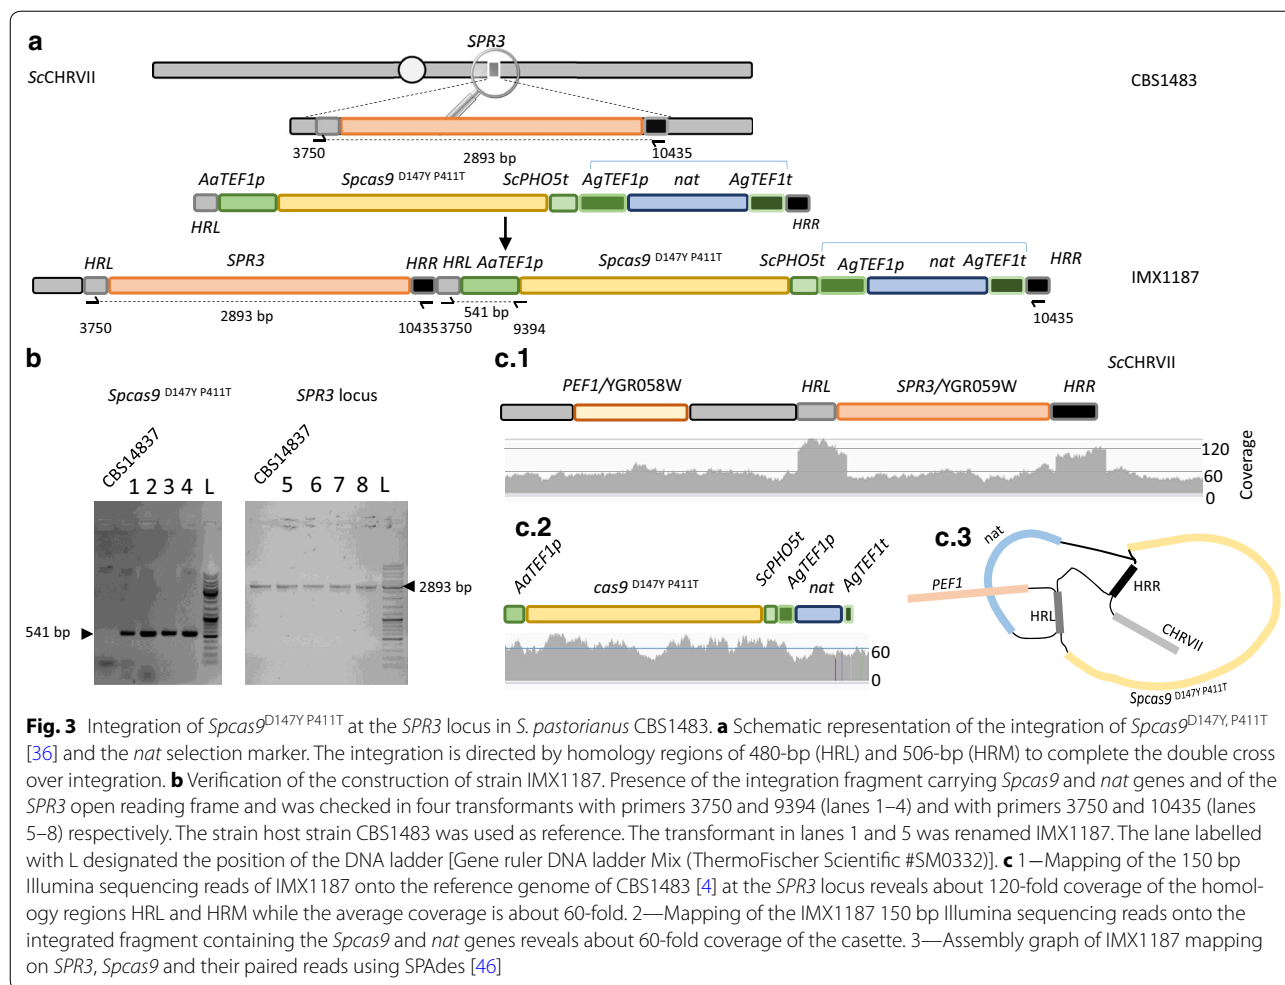 a
SPR3
ScCHRVII
CBS1483
3750
2893 bp
10435
AaTEF1p
Spcas9 D147Y P411T
ScPHO5t
AgTEF1p
nat
AgTEF1t
HRL
HRR
HRL
SPR3
HRR
HRL
AaTEF1p
Spcas9 D147Y P411T
ScPHO5t
AgTEF1p
nat
AgTEF1t
HRR
IMX1187
3750
2893 bp
10435
3750
541 bp
9394
10435
b
Spcas9 D147Y P411T
SPR3 locus
CBS14837
1 2 3 4 L
CBS14837
5 6 7 8 L
541 bp
2893 bp
c.1
ScCHRVII
PEF1/YGR058W
HRL
SPR3/YGR059W
HRR
120
60
0
Coverage
c.2
AaTEF1p
cas9 D147Y P411T
ScPHO5t
AgTEF1p
nat
AgTEF1t
60
0
c.3
nat
PEF1
HRL
HRR
CHRVII
Spcas9 D147Y P411T
Fig. 3 Integration of Spcas9D147Y P411T at the SPR3 locus in S. pastorianus CBS1483. a Schematic representation of the integration of Spcas9D147Y, P411T
[36] and the nat selection marker. The integration is directed by homology regions of 480-bp (HRL) and 506-bp (HRM) to complete the double cross
over integration. b Verification of the construction of strain IMX1187. Presence of the integration fragment carrying Spcas9 and nat genes and of the
SPR3 open reading frame and was checked in four transformants with primers 3750 and 9394 (lanes 1–4) and with primers 3750 and 10435 (lanes
5–8) respectively. The strain host strain CBS1483 was used as reference. The transformant in lanes 1 and 5 was renamed IMX1187. The lane labelled
with L designated the position of the DNA ladder [Gene ruler DNA ladder Mix (ThermoFischer Scientific #SM0332)]. c 1—Mapping of the 150 bp
Illumina sequencing reads of IMX1187 onto the reference genome of CBS1483 [4] at the SPR3 locus reveals about 120-fold coverage of the homol-
ogy regions HRL and HRM while the average coverage is about 60-fold. 2—Mapping of the IMX1187 150 bp Illumina sequencing reads onto the
integrated fragment containing the Spcas9 and nat genes reveals about 60-fold coverage of the casette. 3—Assembly graph of IMX1187 mapping
on SPR3, Spcas9 and their paired reads using SPAdes [46]